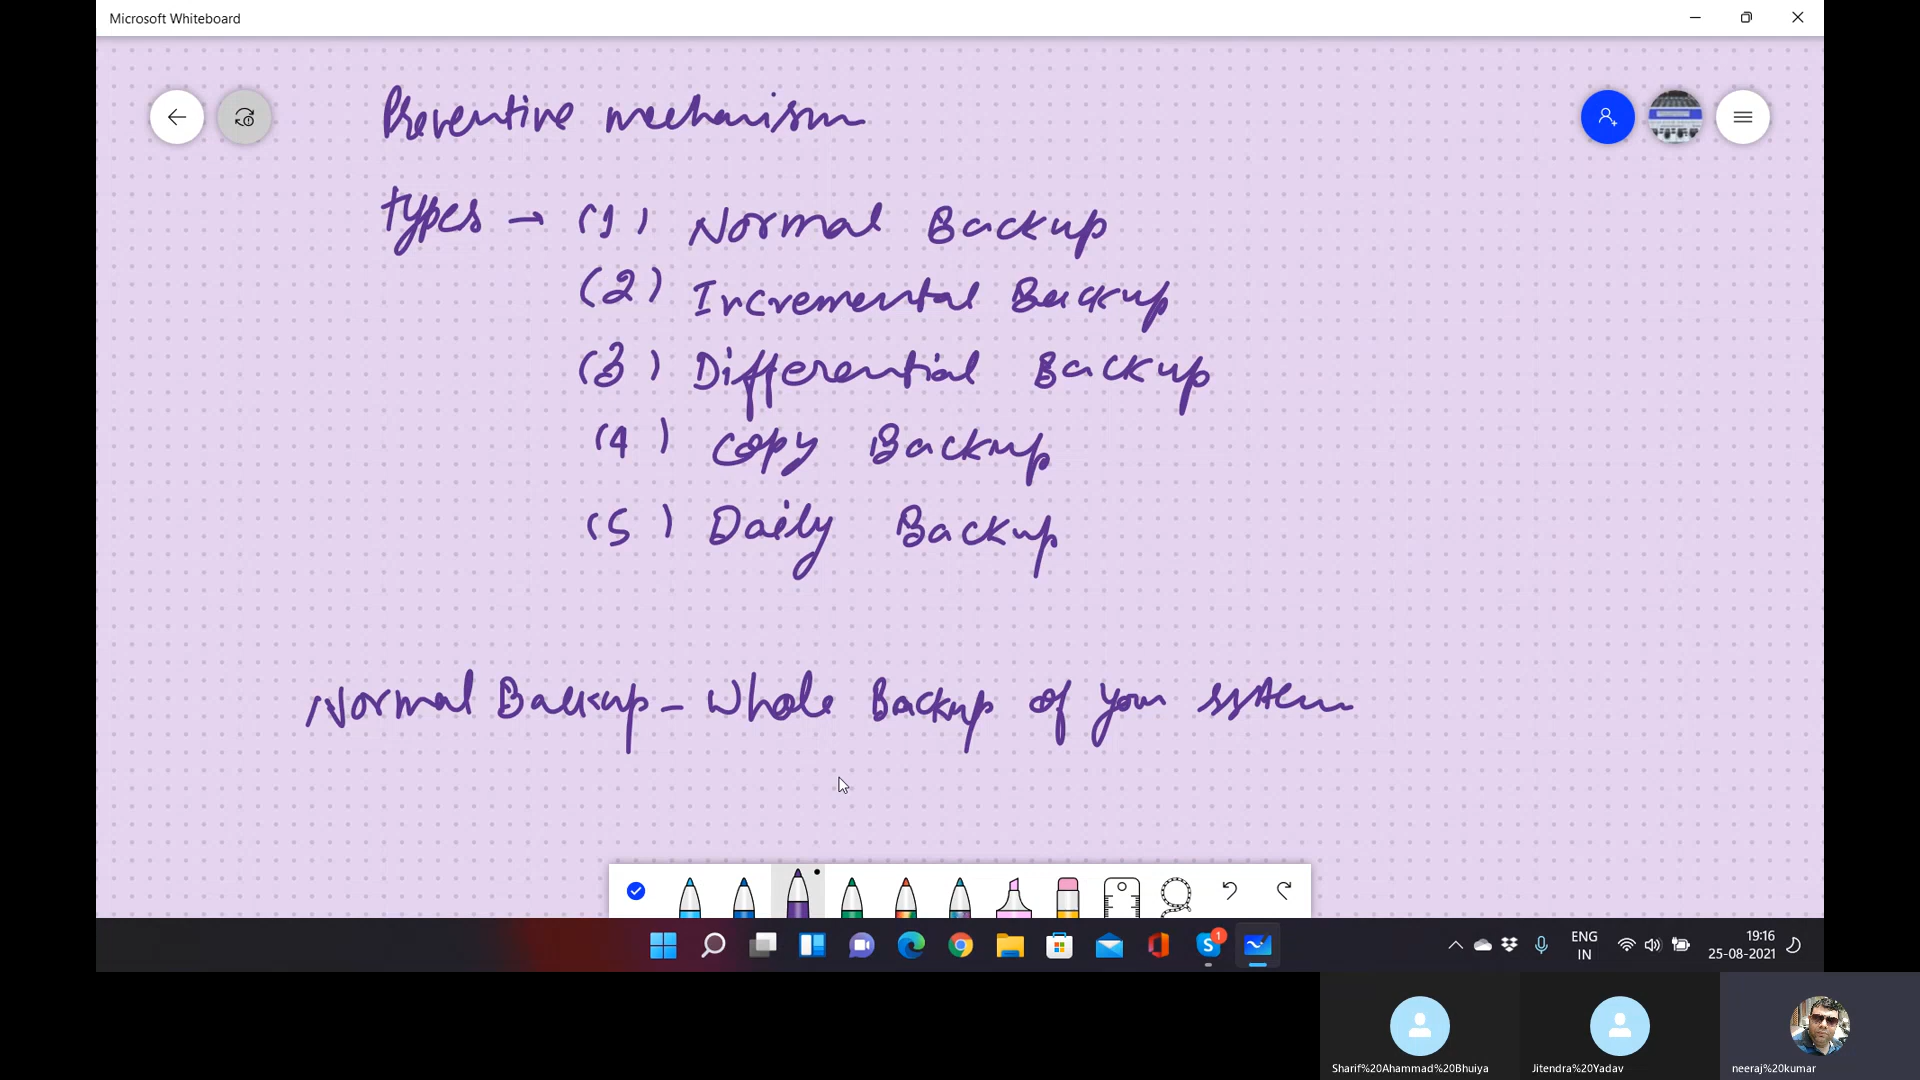 Microsoft Whiteboard
Preventive mechanism
types → (1) Normal Backup
(2) Incremental Backup
(3) Differential Backup
(4) Copy Backup
(5) Daily Backup
Normal Backup - Whole Backup of your system
1
ENG
IN
19:16
25-08-2021
Sharif%20Ahammad%20Bhuiya
Jitendra%20Yadav
neeraj%20kumar